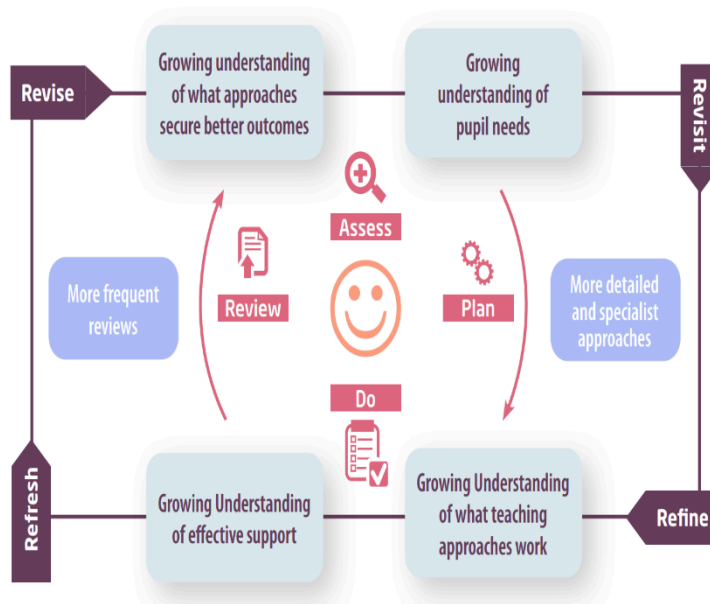 Revise
Growing understanding
of what approaches
secure better outcomes
Growing
understanding of
pupil needs
Revisit
Assess
More frequent
reviews
Review
Plan
More detailed
and specialist
approaches
Do
Refresh
Growing Understanding
of effective support
Growing Understanding
of what teaching
approaches work
Refine